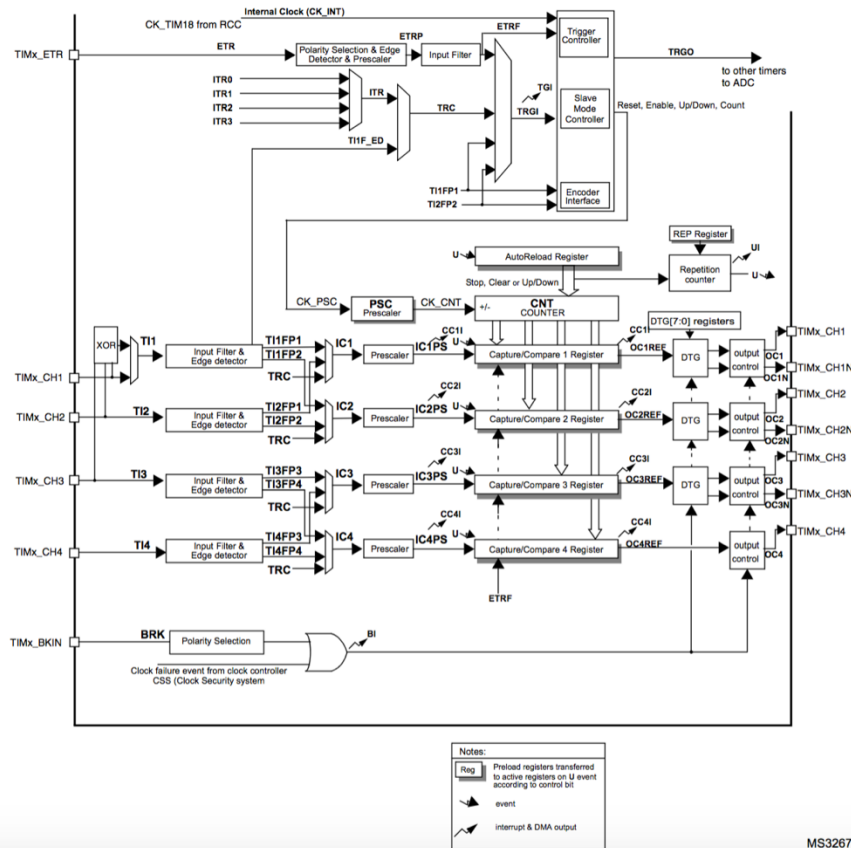 Internal Clock (CK_INT)
CK_TIM18 from RCC
TIMx_ETR
ETR
Polarity Selection & Edge
Detector & Prescaler
ETRP
Input Filter
ETRF
Trigger
Controller
TRGO
to other timers
to ADC
ITR0
ITR1
ITR2
ITR3
ITR
TI1F_ED
TRC
TGI
TRGI
Slave
Mode
Controller
Reset, Enable, Up/Down, Count
TI1FP1
TI2FP2
Encoder
Interface
REP Register
UI
U
AutoReload Register
Repetition
counter
U
Stop, Clear or Up/Down
CK_PSC
PSC
Prescaler
CK_CNT
+/-
CNT
COUNTER
DTG[7:0] registers
XOR
TI1
Input Filter &
Edge detector
TI1FP1
TI1FP2
TRC
IC1
Prescaler
IC1PS
CC1I
U
Capture/Compare 1 Register
CC1I
OC1REF
DTG
output
control
OC1
OC1N
TIMx_CH1
TIMx_CH1N
TIMx_CH1
TIMx_CH2
TI2
Input Filter &
Edge detector
TI2FP1
TI2FP2
TRC
IC2
Prescaler
IC2PS
CC2I
U
Capture/Compare 2 Register
CC2I
OC2REF
DTG
output
control
OC2
OC2N
TIMx_CH2
TIMx_CH2N
TIMx_CH3
TI3
Input Filter &
Edge detector
TI3FP3
TI3FP4
TRC
IC3
Prescaler
IC3PS
CC3I
U
Capture/Compare 3 Register
CC3I
OC3REF
DTG
output
control
OC3
OC3N
TIMx_CH3
TIMx_CH3N
TIMx_CH4
TI4
Input Filter &
Edge detector
TI4FP3
TI4FP4
TRC
IC4
Prescaler
IC4PS
CC4I
U
Capture/Compare 4 Register
CC4I
OC4REF
output
control
OC4
TIMx_CH4
ETRF
TIMx_BKIN
BRK
Polarity Selection
BI
Clock failure event from clock controller
CSS (Clock Security system
Notes:
Reg
Preload registers transferred
to active registers on U event
according to control bit
event
interrupt & DMA output
MS3267